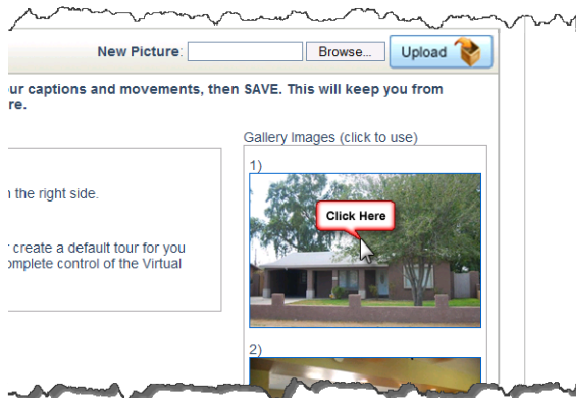 New Picture:
Browse...
Upload
ur captions and movements, then SAVE. This will keep you from
re.
Gallery Images (click to use)
1)
the right side.
Click Here
create a default tour for you
omplete control of the Virtual
2)